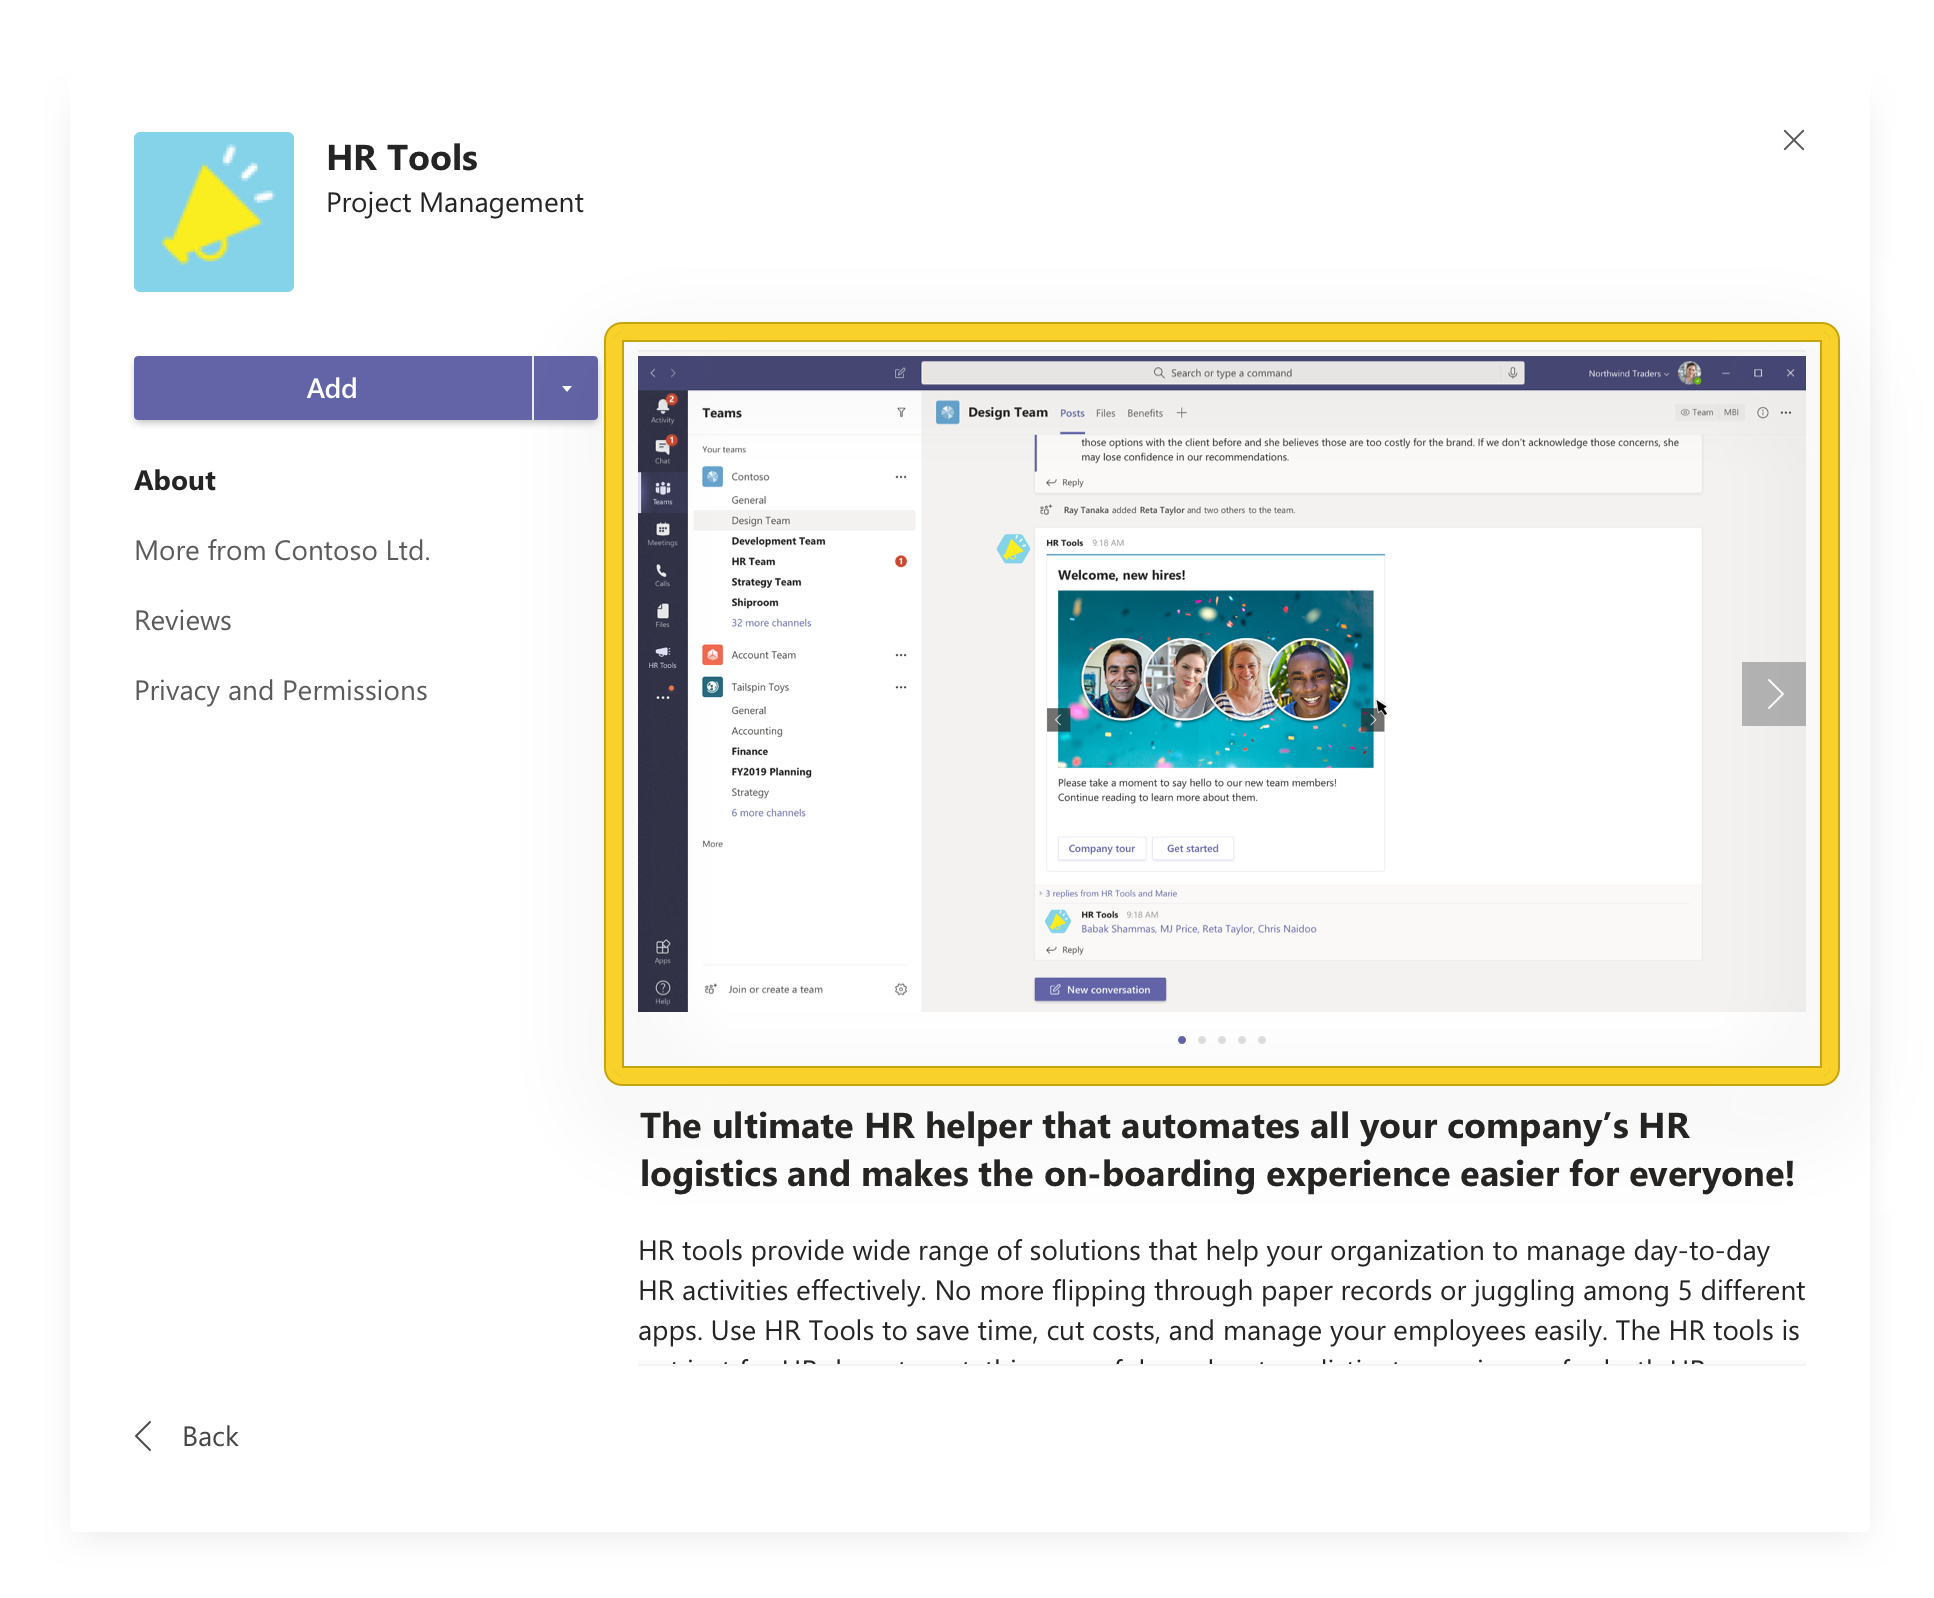 HR Tools
Project Management
Add
About
More from Contoso Ltd.
Reviews
Privacy and Permissions
Search or type a command
Northwind Traders
2
Activity
1
Chat
Teams
Meetings
Calls
Files
HR Tools
Apps
Help
Teams
Your teams
Contoso
General
Design Team
Development Team
HR Team
1
Strategy Team
Shiproom
32 more channels
Account Team
Tailspin Toys
General
Accounting
Finance
FY2019 Planning
Strategy
6 more channels
More
Join or create a team
Design Team Posts Files Benefits
Team MBI
those options with the client before and she believes those are too costly for the brand. If we don't acknowledge those concerns, she
may lose confidence in our recommendations.
Reply
Ray Tanaka added Reta Taylor and two others to the team.
HR Tools 9:18 AM
Welcome, new hires!
Please take a moment to say hello to our new team members!
Continue reading to learn more about them.
Company tour Get started
3 replies from HR Tools and Marie
HR Tools 9:18 AM
Babak Shammas, MJ Price, Reta Taylor, Chris Naidoo
Reply
New conversation
The ultimate HR helper that automates all your company’s HR
logistics and makes the on-boarding experience easier for everyone!
HR tools provide wide range of solutions that help your organization to manage day-to-day
HR activities effectively. No more flipping through paper records or juggling among 5 different
apps. Use HR Tools to save time, cut costs, and manage your employees easily. The HR tools is
Back